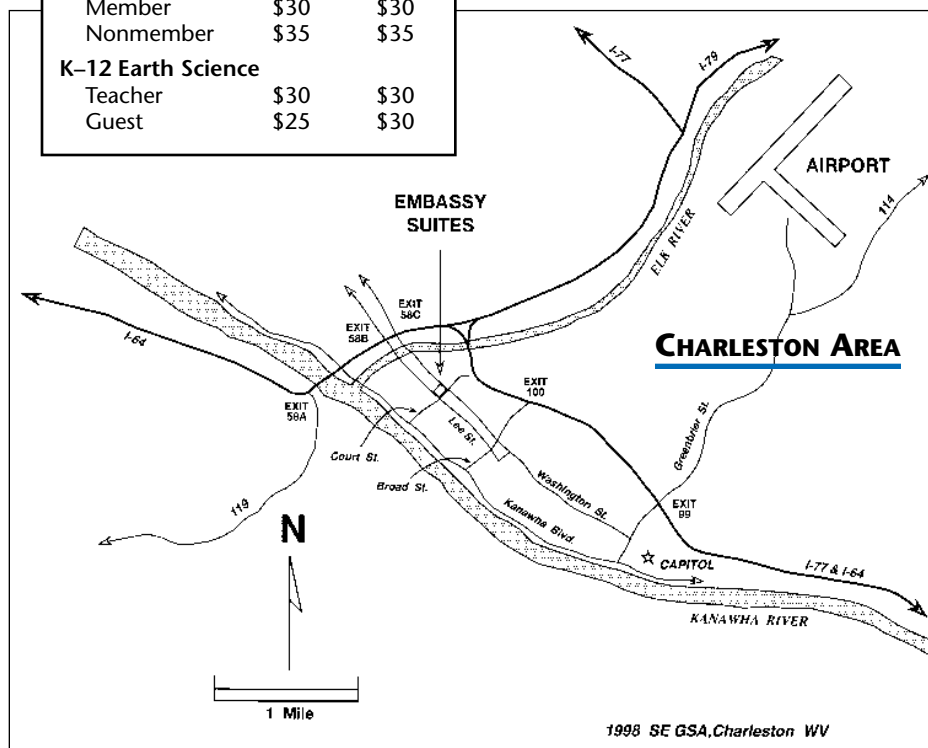 Member $30 $30
Nonmember $35 $35
K–12 Earth Science
Teacher $30 $30
Guest $25 $30
I-77
I-79
AIRPORT
114
EMBASSY
SUITES
ELK RIVER
EXIT
58C
EXIT
58B
I-64
CHARLESTON AREA
EXIT
100
EXIT
58A
Lee St.
Greenbrier St.
Court St.
Broad St.
Washington St.
119
Kanawha Blvd.
EXIT
99
N
CAPITOL
I-77 & I-64
KANAWHA RIVER
1 Mile
1998 SE GSA,Charleston WV